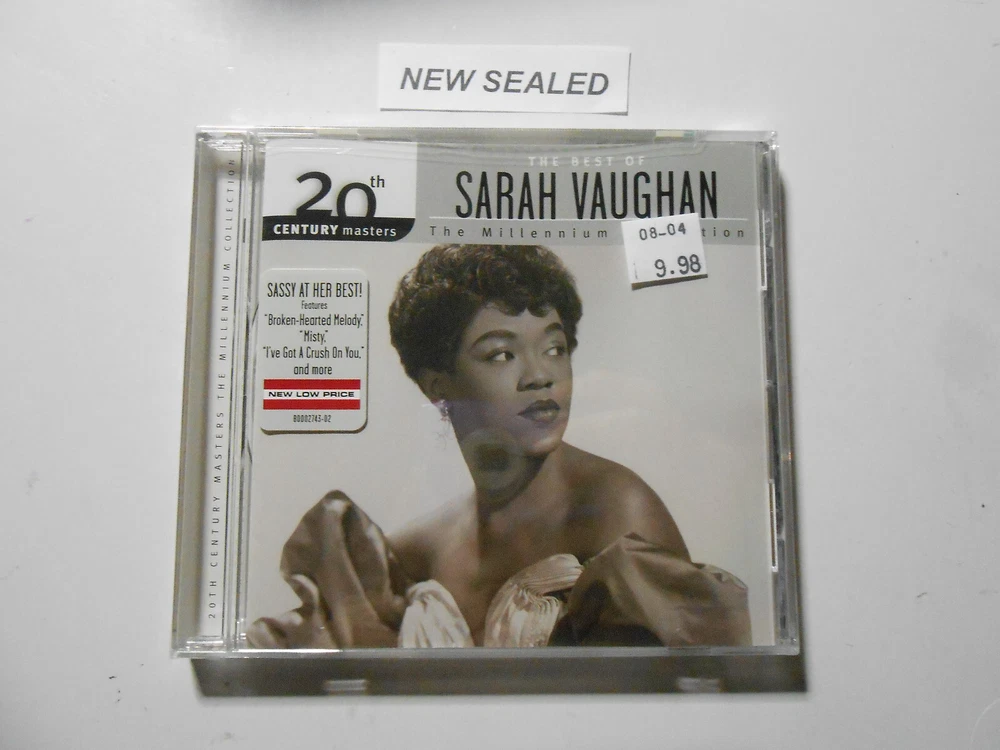 NEW SEALED
20th
CENTURY masters
THE BEST OF
SARAH VAUGHAN
The Millennium tion
08-04
9.98
SASSY AT HER BEST!
Features
"Broken-Hearted Melody,"
"Misty,"
"I've Got A Crush On You,"
and more
NEW LOW PRICE
B0002743-02
20TH CENTURY MASTERS THE MILLENNIUM COLLECTION